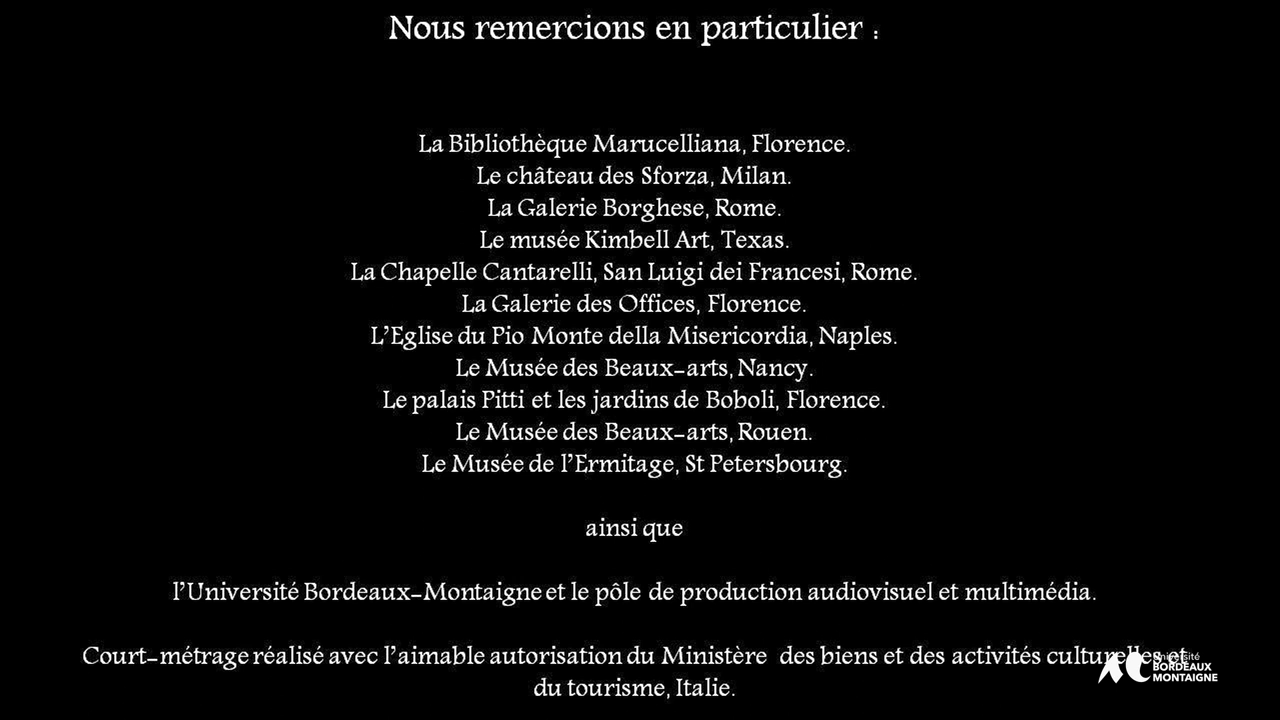 Nous remercions en particulier :
La Bibliothèque Marucelliana, Florence.
Le château des Sforza, Milan.
La Galerie Borghese, Rome.
Le musée Kimbell Art, Texas.
La Chapelle Cantarelli, San Luigi dei Francesi, Rome.
La Galerie des Offices, Florence.
L'Eglise du Pio Monte della Misericordia, Naples.
Le Musée des Beaux-arts, Nancy.
Le palais Pitti et les jardins de Boboli, Florence.
Le Musée des Beaux-arts, Rouen.
Le Musée de l'Ermitage, St Petersbourg.
ainsi que
l'Université Bordeaux-Montaigne et le pôle de production audiovisuel et multimédia.
Court-métrage réalisé avec l'aimable autorisation du Ministère des biens et des activités culturelles et
du tourisme, Italie.
Université
BORDEAUX
MONTAIGNE